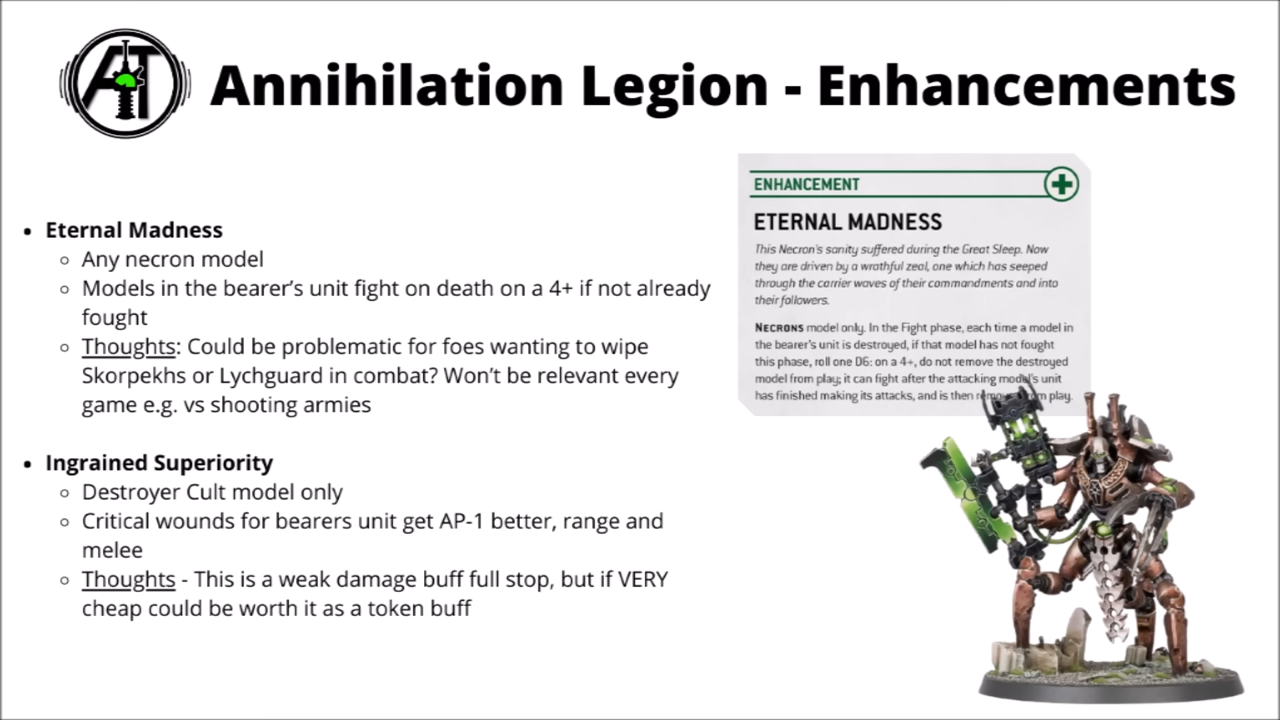 AT
Annihilation Legion - Enhancements
• Eternal Madness
○ Any necron model
○ Models in the bearer's unit fight on death on a 4+ if not already
fought
○ Thoughts: Could be problematic for foes wanting to wipe
Skorpekhs or Lychguard in combat? Won't be relevant every
game e.g. vs shooting armies
• Ingrained Superiority
○ Destroyer Cult model only
○ Critical wounds for bearers unit get AP-1 better, range and
melee
○ Thoughts - This is a weak damage buff full stop, but if VERY
cheap could be worth it as a token buff
ENHANCEMENT
ETERNAL MADNESS
This Necron's sanity suffered during the Great Sleep. Now
they are driven by a wrathful zeal, one which has seeped
through the carrier waves of their commandments and into
their followers.
NECRONS model only. In the Fight phase, each time a model in
the bearer's unit is destroyed, if that model has not fought
this phase, roll one D6: on a 4+, do not remove the destroyed
model from play; it can fight after the attacking model's unit
has finished making its attacks, and is then play.